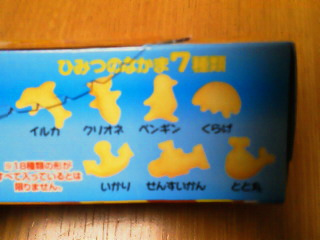 ひみつのなかま7種類
イルカ クリオネ ペンギン くらげ
いかり せんすいかん とと丸
※18種類の形が
すべて入っているとは
限りません。